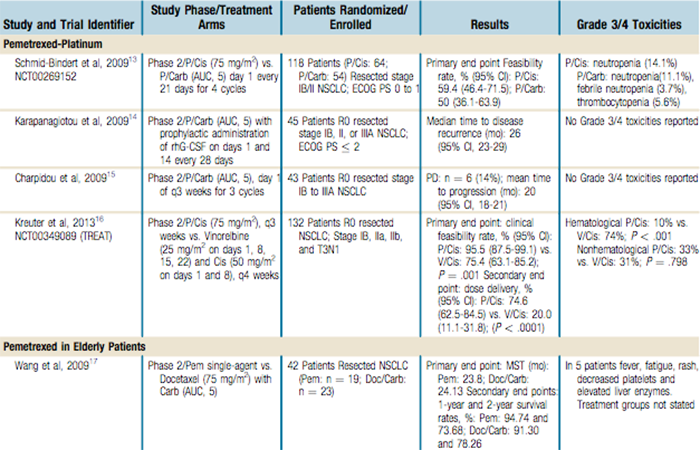 Study and Trial Identifier
Study Phase/Treatment
Arms
Patients Randomized/
Enrolled
Results
Grade 3/4 Toxicities
Pemetrexed-Platinum
Schmid-Bindert et al, 2009¹³
NCT00269152
Phase 2/P/Cis (75 mg/m²) vs.
P/Carb (AUC, 5) day 1 every
21 days for 4 cycles
118 Patients (P/Cis: 64;
P/Carb: 54) Resected stage
IB/II NSCLC; ECOG PS 0 to 1
Primary end point Feasibility
rate, % (95% CI): P/Cis:
59.4 (46.4-71.5); P/Carb:
50 (36.1-63.9)
P/Cis: neutropenia (14.1%)
P/Carb: neutropenia(11.1%),
febrile neutropenia (3.7%),
thrombocytopenia (5.6%)
Karapanagiotou et al, 2009¹⁴
Phase 2/P/Carb (AUC, 5) with
prophylactic administration
of rhG-CSF on days 1 and
14 every 28 days
45 Patients R0 resected
stage IB, II, or IIIA NSCLC;
ECOG PS ≤ 2
Median time to disease
recurrence (mo): 26
(95% CI, 23-29)
No Grade 3/4 toxicities reported
Charpidou et al, 2009¹⁵
Phase 2/P/Carb (AUC, 5), day 1
of q3 weeks for 3 cycles
43 Patients R0 resected stage
IB to IIIA NSCLC
PD: n = 6 (14%); mean time
to progression (mo): 20
(95% CI, 18-21)
No Grade 3/4 toxicities reported
Kreuter et al, 2013¹⁶
NCT00349089 (TREAT)
Phase 2/P/Cis (75 mg/m²), q3
weeks vs. Vinorelbine
(25 mg/m² on days 1, 8,
15, 22) and Cis (50 mg/m²
on days 1 and 8), q4 weeks
132 Patients R0 resected
NSCLC; Stage IB, IIa, IIb,
and T3N1
Primary end point: clinical
feasibility rate, % (95% CI):
P/Cis: 95.5 (87.5-99.1) vs.
V/Cis: 75.4 (63.1-85.2);
P = .001 Secondary end
point: dose delivery, %
(95% CI): P/Cis: 74.6
(62.5-84.5) vs. V/Cis: 20.0
(11.1-31.8); (P < .0001)
Hematological P/Cis: 10% vs.
V/Cis: 74%; P < .001
Nonhematological P/Cis: 33%
vs. V/Cis: 31%; P = .798
Pemetrexed in Elderly Patients
Wang et al, 2009¹⁷
Phase 2/Pem single-agent vs.
Docetaxel (75 mg/m²) with
Carb (AUC, 5)
42 Patients Resected NSCLC
(Pem: n = 19; Doc/Carb:
n = 23)
Primary end point: MST (mo):
Pem: 23.8; Doc/Carb:
24.13 Secondary end points:
1-year and 2-year survival
rates, %: Pem: 94.74 and
73.68; Doc/Carb: 91.30
and 78.26
In 5 patients fever, fatigue, rash,
decreased platelets and
elevated liver enzymes.
Treatment groups not stated